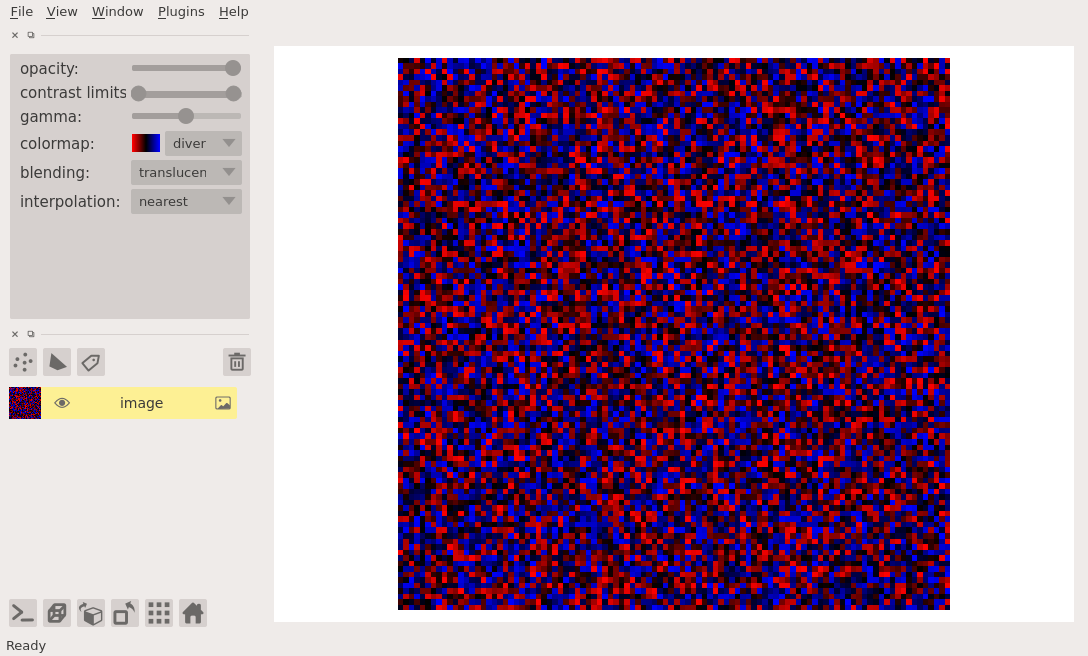 File View Window Plugins Help
opacity:
contrast limits
gamma:
colormap: diver
blending: translucen
interpolation: nearest
image
Ready